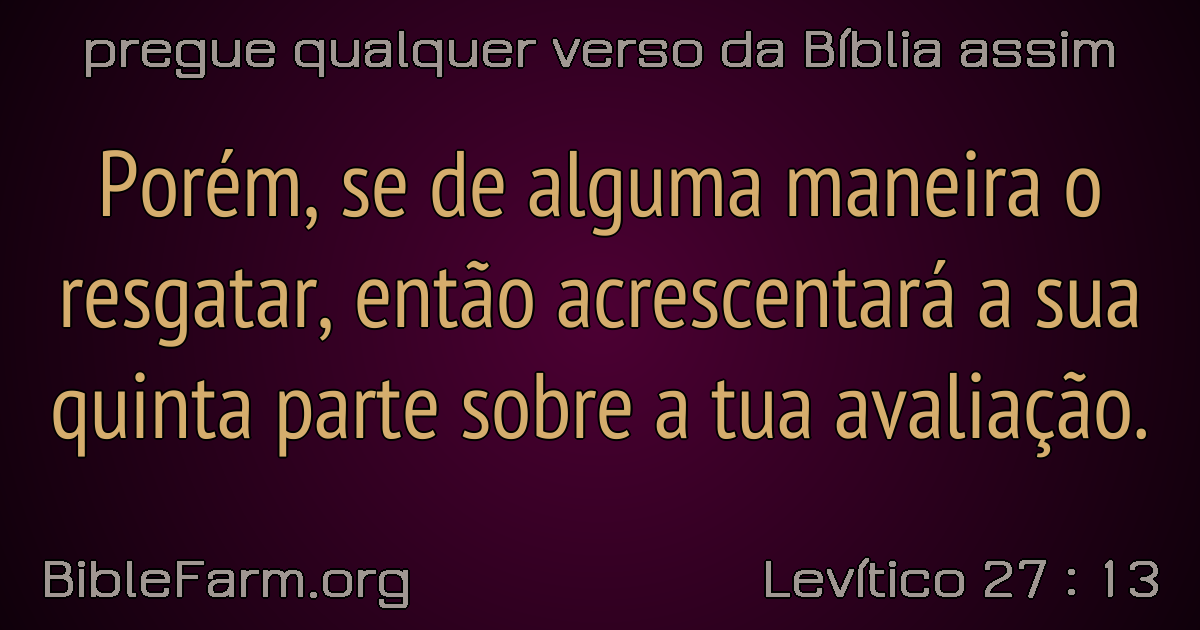 pregue qualquer verso da Bíblia assim
Porém, se de alguma maneira o
resgatar, então acrescentará a sua
quinta parte sobre a tua avaliação.
BibleFarm.org
Levítico 27 : 13